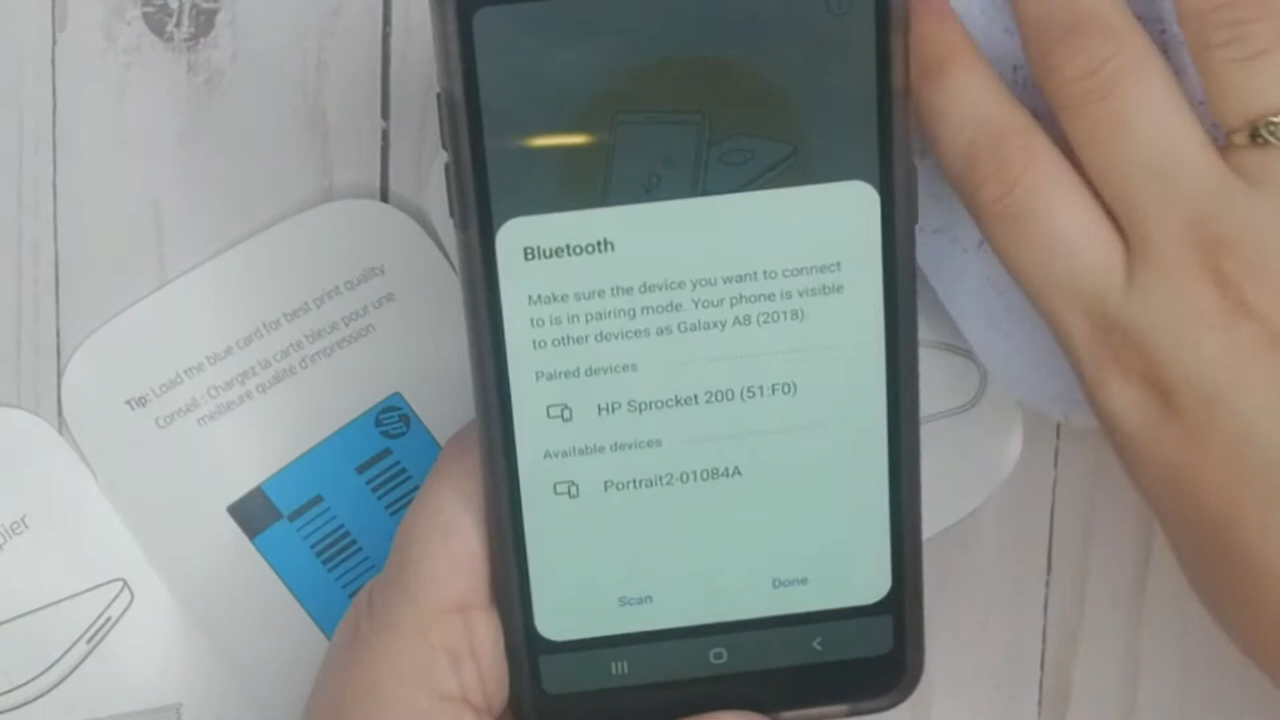 Tip: Load the blue card for best print quality
Conseil : Chargez la carte bleue pour une
meilleure qualité d'impression
hp
pier
Bluetooth
Make sure the device you want to connect
to is in pairing mode. Your phone is visible
to other devices as Galaxy A8 (2018).
Paired devices
HP Sprocket 200 (51:F0)
Available devices
Portrait2-01084A
Scan
Done